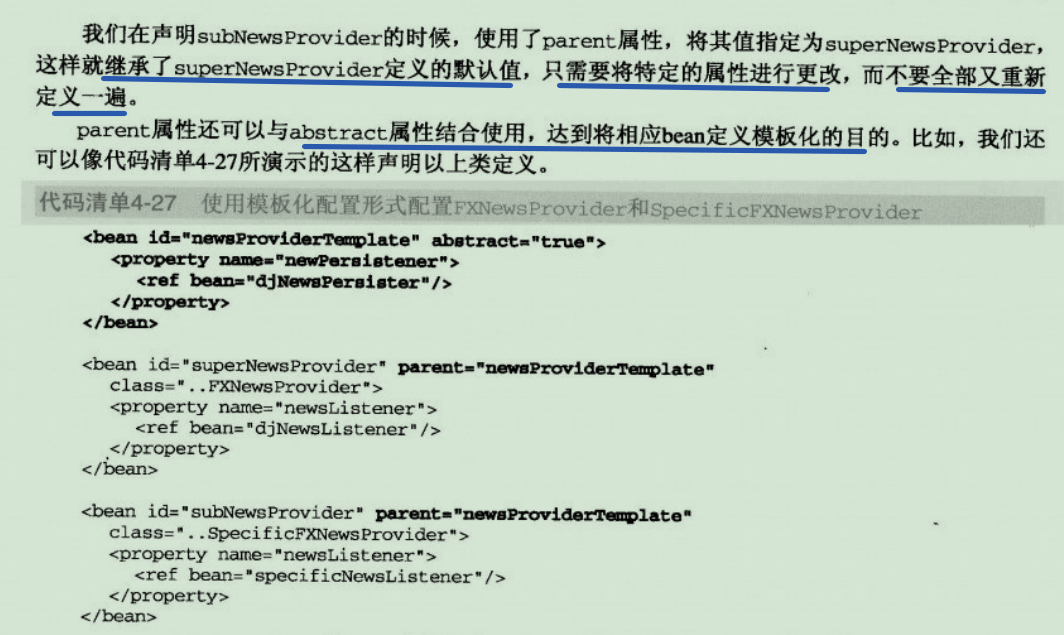 我们在声明subNewsProvider的时候，使用了parent属性，将其值指定为superNewsProvider，
这样就继承了superNewsProvider定义的默认值，只需要将特定的属性进行更改，而不要全部又重新
定义一遍。
parent属性还可以与abstract属性结合使用，达到将相应bean定义模板化的目的。比如，我们还
可以像代码清单4-27所演示的这样声明以上类定义。
代码清单4-27 使用模板化配置形式配置FXNewsProvider和SpecificFXNewsProvider
<bean id="newsProviderTemplate" abstract="true">
<property name="newPersistener">
<ref bean="djNewsPersister"/>
</property>
</bean>
<bean id="superNewsProvider" parent="newsProviderTemplate"
class="..FXNewsProvider">
<property name="newsListener">
<ref bean="djNewsListener"/>
</property>
</bean>
<bean id="subNewsProvider" parent="newsProviderTemplate"
class="..SpecificFXNewsProvider">
<property name="newsListener">
<ref bean="specificNewsListener"/>
</property>
</bean>